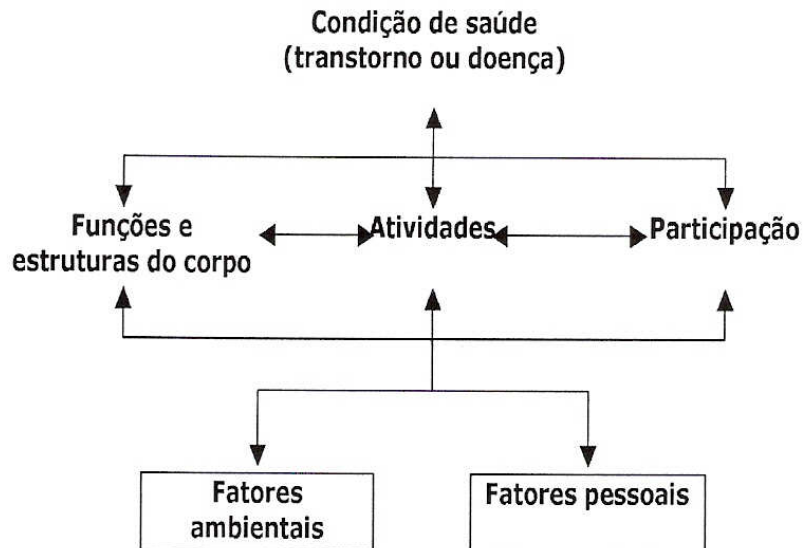 Condição de saúde
(transtorno ou doença)
Funções e
estruturas do corpo
Atividades
Participação
Fatores
ambientais
Fatores pessoais